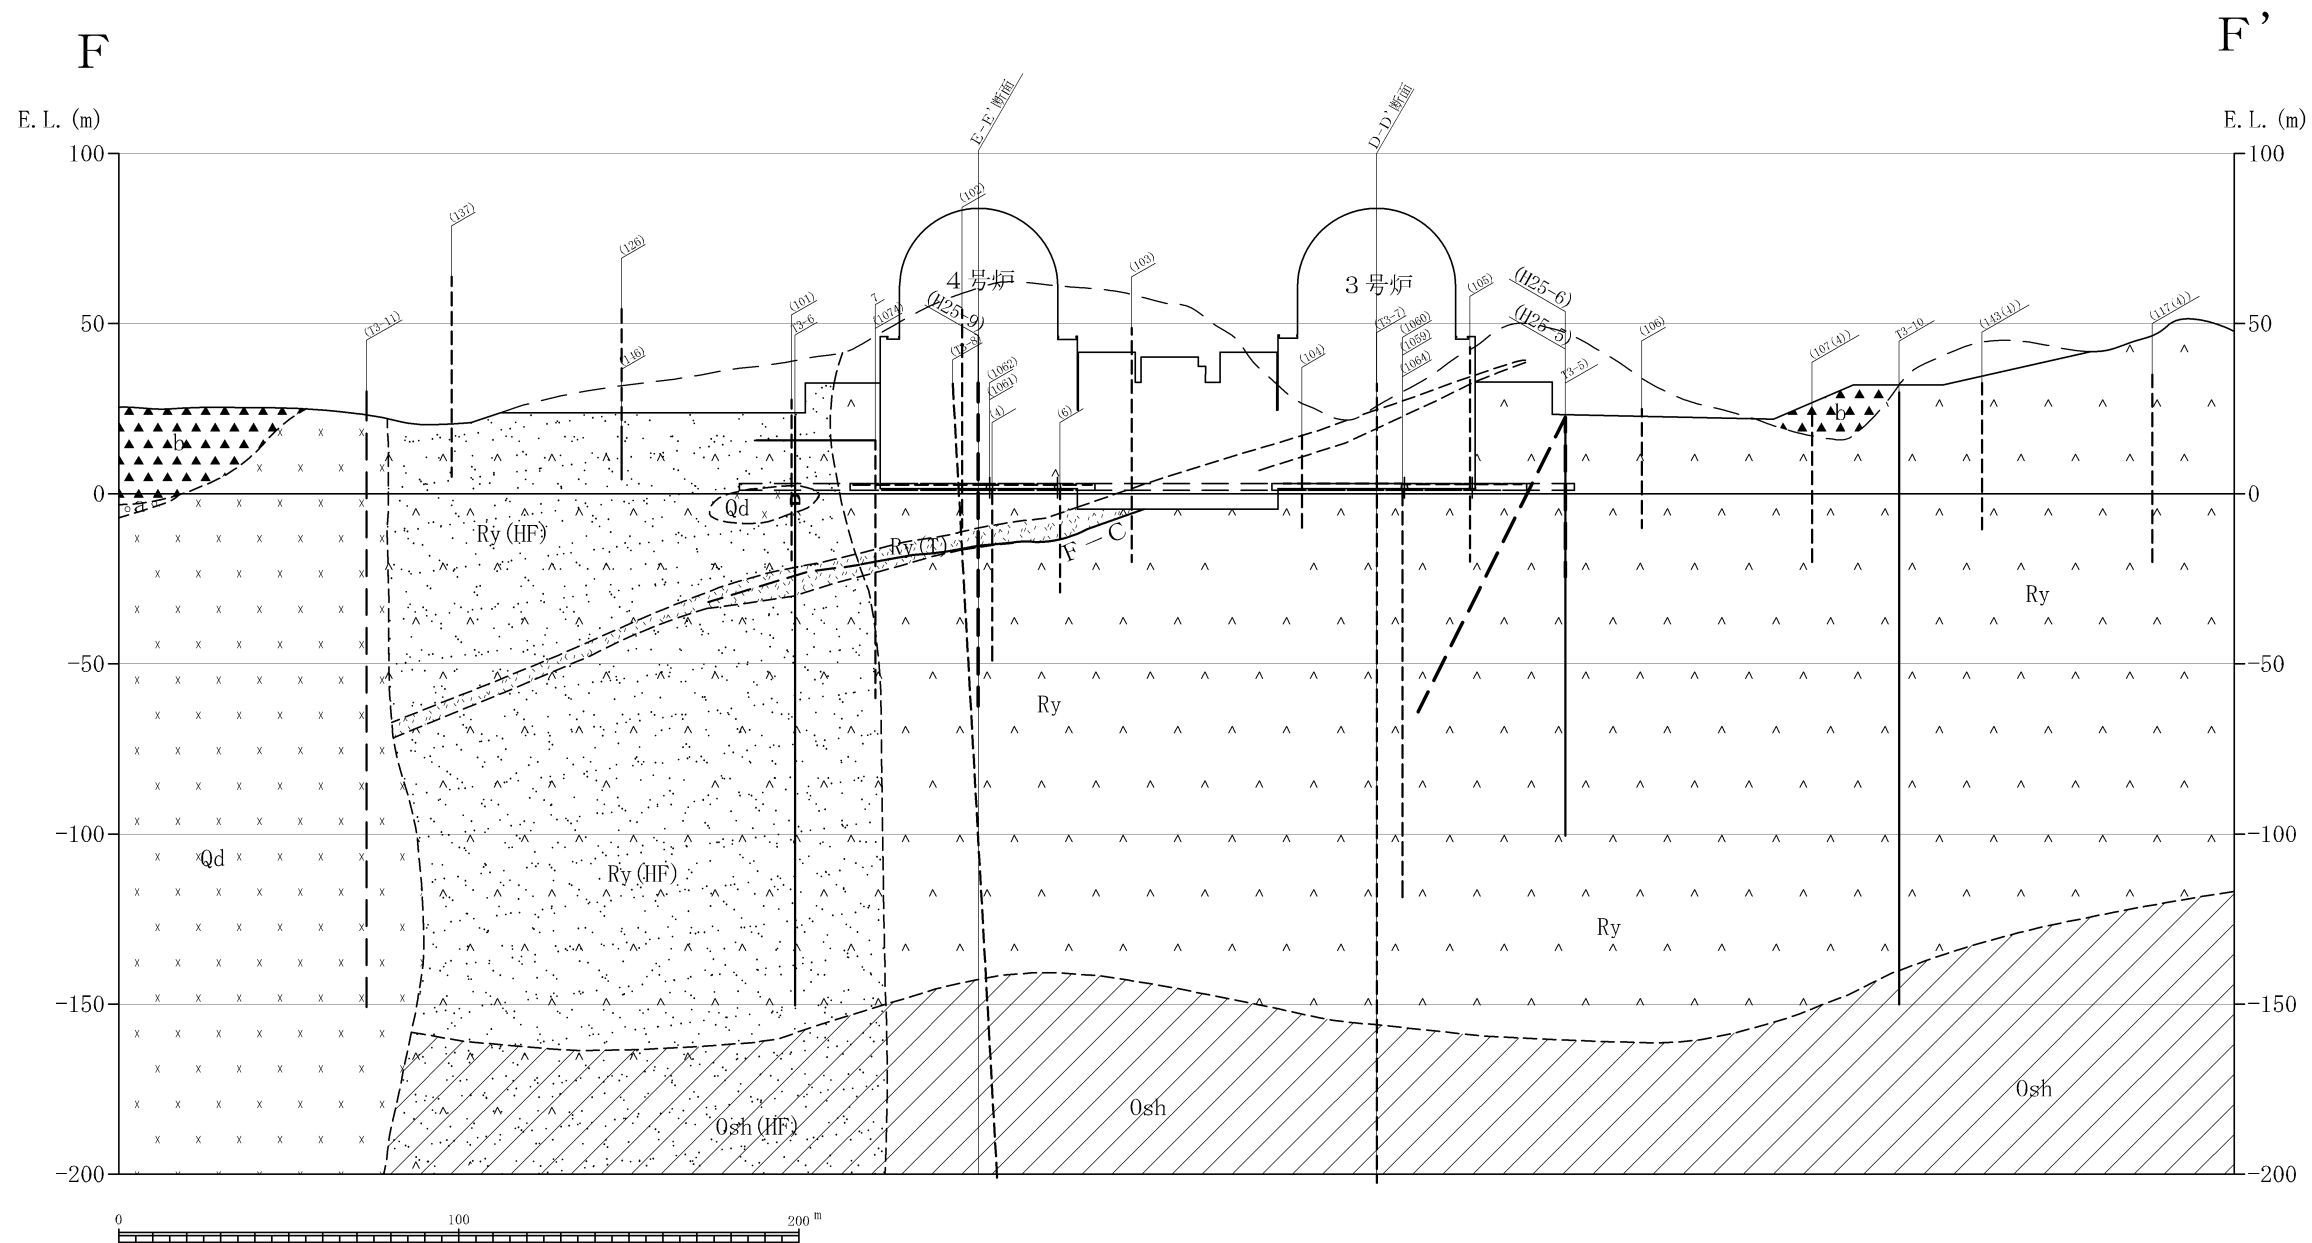 F
F'
E.L.(m)
E.L.(m)
E-E'断面
D-D'断面
100
100
(102)
(137)
(126)
(103)
(101)
7
(1074)
４号炉
(H25-9)
３号炉
(105)
(H25-6)
(H25-5)
(117(4))
(143(4))
50
50
(T3-11)
T3-6
(T3-7)
(1060)
(1059)
(1064)
(106)
T3-10
(146)
(T3-8)
(1062)
(1061)
(104)
T3-5)
(107(4))
(4)
(6)
b
b
0
0
a
Qd
Ry(HF)
Ry(T)
F－C
Ry
-50
-50
Ry
-100
-100
Qd
Ry(HF)
Ry
-150
-150
Osh(HF)
Osh
Osh
-200
-200
0
100
200 m